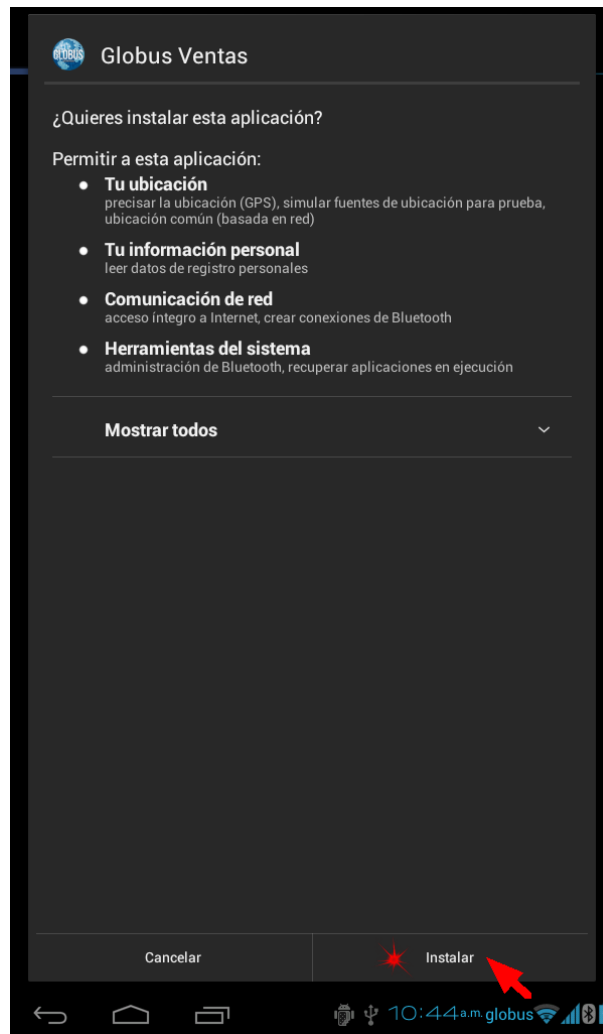 GLOBUS
Globus Ventas
¿Quieres instalar esta aplicación?
Permitir a esta aplicación:
● Tu ubicación
precisar la ubicación (GPS), simular fuentes de ubicación para prueba,
ubicación común (basada en red)
● Tu información personal
leer datos de registro personales
● Comunicación de red
acceso íntegro a Internet, crear conexiones de Bluetooth
● Herramientas del sistema
administración de Bluetooth, recuperar aplicaciones en ejecución
Mostrar todos
Cancelar Instalar
10:44 a.m. globus